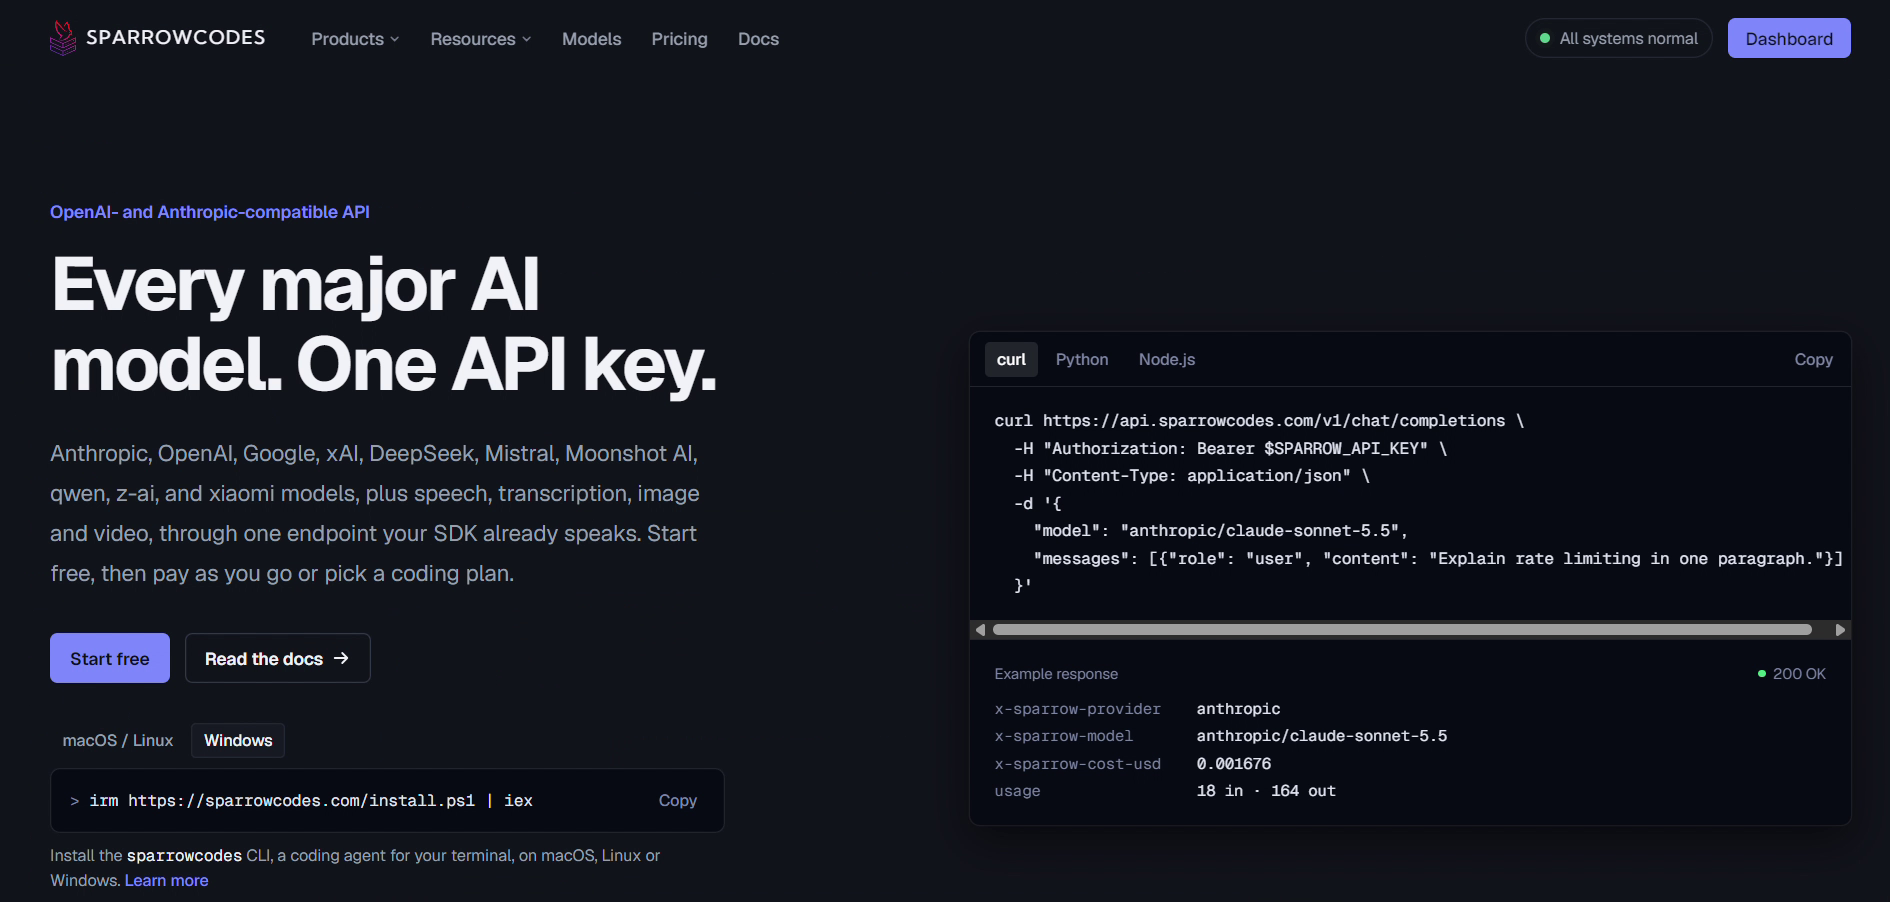 SPARROWCODES
Products
Resources
Models
Pricing
Docs
All systems normal
Dashboard
OpenAI- and Anthropic-compatible API
Every major AI
model. One API key.
Anthropic, OpenAI, Google, xAI, DeepSeek, Mistral, Moonshot AI,
qwen, z-ai, and xiaomi models, plus speech, transcription, image
and video, through one endpoint your SDK already speaks. Start
free, then pay as you go or pick a coding plan.
Start free
Read the docs →
macOS / Linux
Windows
> irm https://sparrowcodes.com/install.ps1 | iex
Copy
Install the sparrowcodes CLI, a coding agent for your terminal, on macOS, Linux or
Windows. Learn more
curl
Python
Node.js
Copy
curl https://api.sparrowcodes.com/v1/chat/completions \
  -H "Authorization: Bearer $SPARROW_API_KEY" \
  -H "Content-Type: application/json" \
  -d '{
    "model": "anthropic/claude-sonnet-5.5",
    "messages": [{"role": "user", "content": "Explain rate limiting in one paragraph."}]
  }'
Example response
200 OK
x-sparrow-provider anthropic
x-sparrow-model anthropic/claude-sonnet-5.5
x-sparrow-cost-usd 0.001676
usage 18 in · 164 out